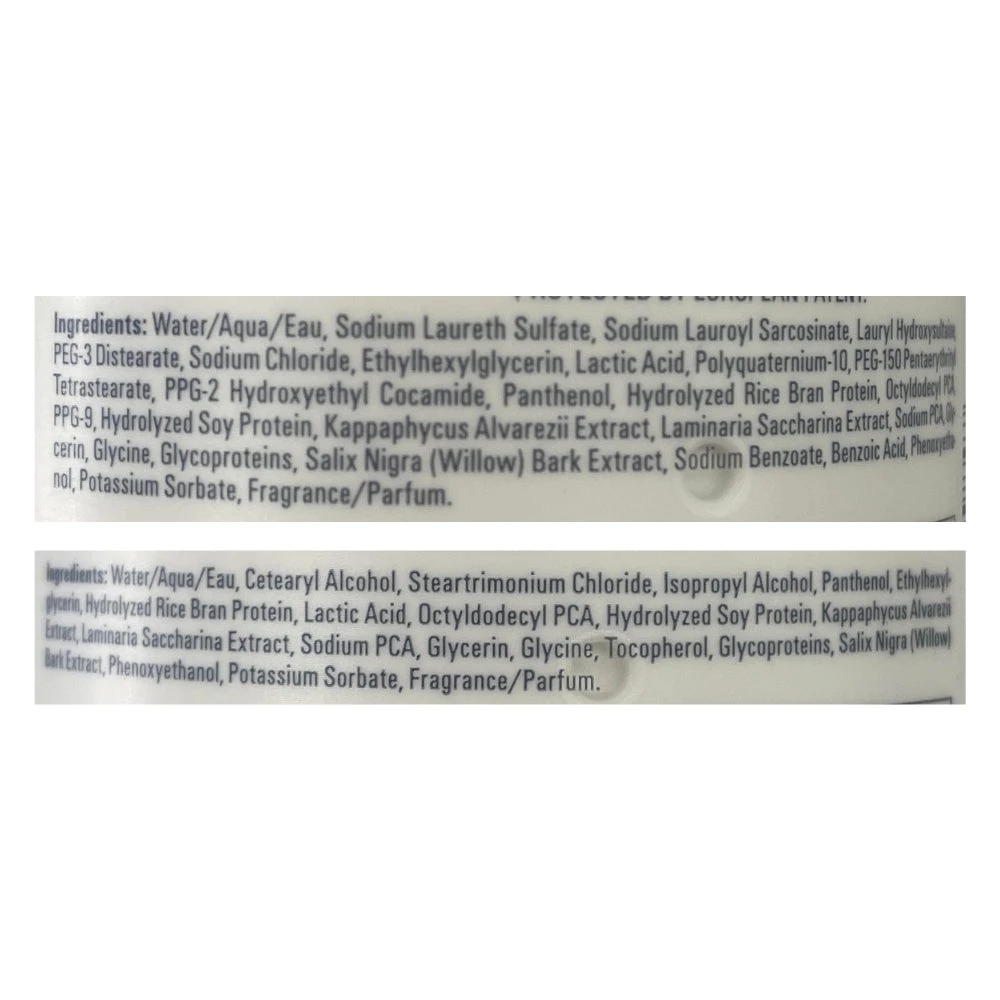 PROTECTED BY EUROPEAN PATENT.
Ingredients: Water/Aqua/Eau, Sodium Laureth Sulfate, Sodium Lauroyl Sarcosinate, Lauryl Hydroxysultaine,
PEG-3 Distearate, Sodium Chloride, Ethylhexylglycerin, Lactic Acid, Polyquaternium-10, PEG-150 Pentaerythrityl
Tetrastearate, PPG-2 Hydroxyethyl Cocamide, Panthenol, Hydrolyzed Rice Bran Protein, Octyldodecyl PCA,
PPG-9, Hydrolyzed Soy Protein, Kappaphycus Alvarezii Extract, Laminaria Saccharina Extract, Sodium PCA, Gly-
cerin, Glycine, Glycoproteins, Salix Nigra (Willow) Bark Extract, Sodium Benzoate, Benzoic Acid, Phenoxyetha-
nol, Potassium Sorbate, Fragrance/Parfum.
Ingredients: Water/Aqua/Eau, Cetearyl Alcohol, Steartrimonium Chloride, Isopropyl Alcohol, Panthenol, Ethylhexyl-
glycerin, Hydrolyzed Rice Bran Protein, Lactic Acid, Octyldodecyl PCA, Hydrolyzed Soy Protein, Kappaphycus Alvarezii
Extract, Laminaria Saccharina Extract, Sodium PCA, Glycerin, Glycine, Tocopherol, Glycoproteins, Salix Nigra (Willow)
Bark Extract, Phenoxyethanol, Potassium Sorbate, Fragrance/Parfum.